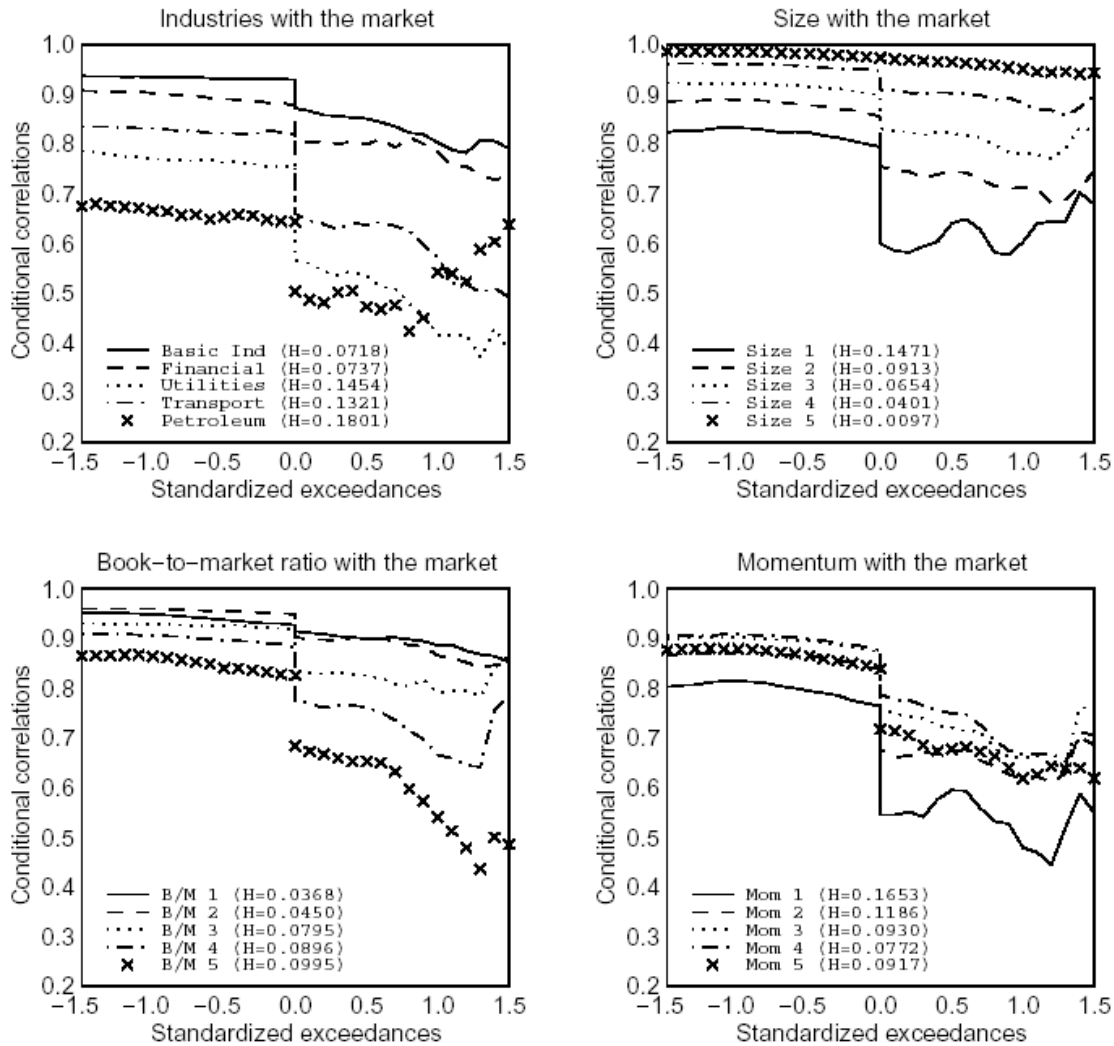 Industries with the market
Conditional correlations
1.0
0.9
0.8
0.7
0.6
0.5
0.4
0.3
0.2
Basic Ind (H=0.0718)
Financial (H=0.0737)
Utilities (H=0.1454)
Transport (H=0.1321)
Petroleum (H=0.1801)
−1.5 −1.0 −0.5 0.0 0.5 1.0 1.5
Standardized exceedances
Size with the market
Conditional correlations
1.0
0.9
0.8
0.7
0.6
0.5
0.4
0.3
0.2
Size 1 (H=0.1471)
Size 2 (H=0.0913)
Size 3 (H=0.0654)
Size 4 (H=0.0401)
Size 5 (H=0.0097)
−1.5 −1.0 −0.5 0.0 0.5 1.0 1.5
Standardized exceedances
Book−to−market ratio with the market
Conditional correlations
1.0
0.9
0.8
0.7
0.6
0.5
0.4
0.3
0.2
B/M 1 (H=0.0368)
B/M 2 (H=0.0450)
B/M 3 (H=0.0795)
B/M 4 (H=0.0896)
B/M 5 (H=0.0995)
−1.5 −1.0 −0.5 0.0 0.5 1.0 1.5
Standardized exceedances
Momentum with the market
Conditional correlations
1.0
0.9
0.8
0.7
0.6
0.5
0.4
0.3
0.2
Mom 1 (H=0.1653)
Mom 2 (H=0.1186)
Mom 3 (H=0.0930)
Mom 4 (H=0.0772)
Mom 5 (H=0.0917)
−1.5 −1.0 −0.5 0.0 0.5 1.0 1.5
Standardized exceedances